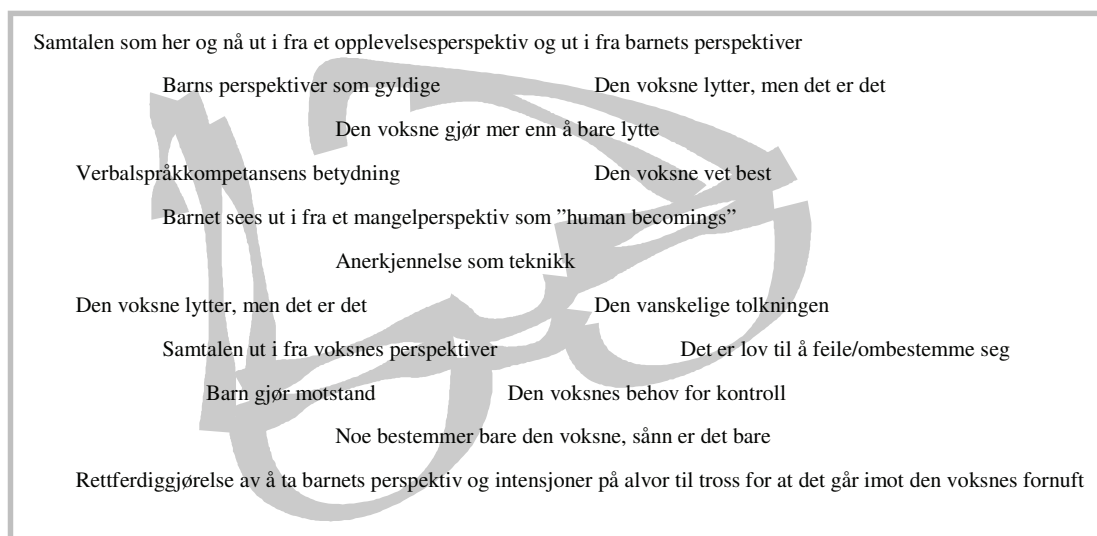 Samtalen som her og nå ut i fra et opplevelsesperspektiv og ut i fra barnets perspektiver
Barns perspektiver som gyldige Den voksne lytter, men det er det
Den voksne gjør mer enn å bare lytte
Verbalspråkkompetansens betydning Den voksne vet best
Barnet sees ut i fra et mangelperspektiv som ”human becomings”
Anerkjennelse som teknikk
Den voksne lytter, men det er det Den vanskelige tolkningen
Samtalen ut i fra voksnes perspektiver Det er lov til å feile/ombestemme seg
Barn gjør motstand Den voksnes behov for kontroll
Noe bestemmer bare den voksne, sånn er det bare
Rettferdiggjørelse av å ta barnets perspektiv og intensjoner på alvor til tross for at det går imot den voksnes fornuft